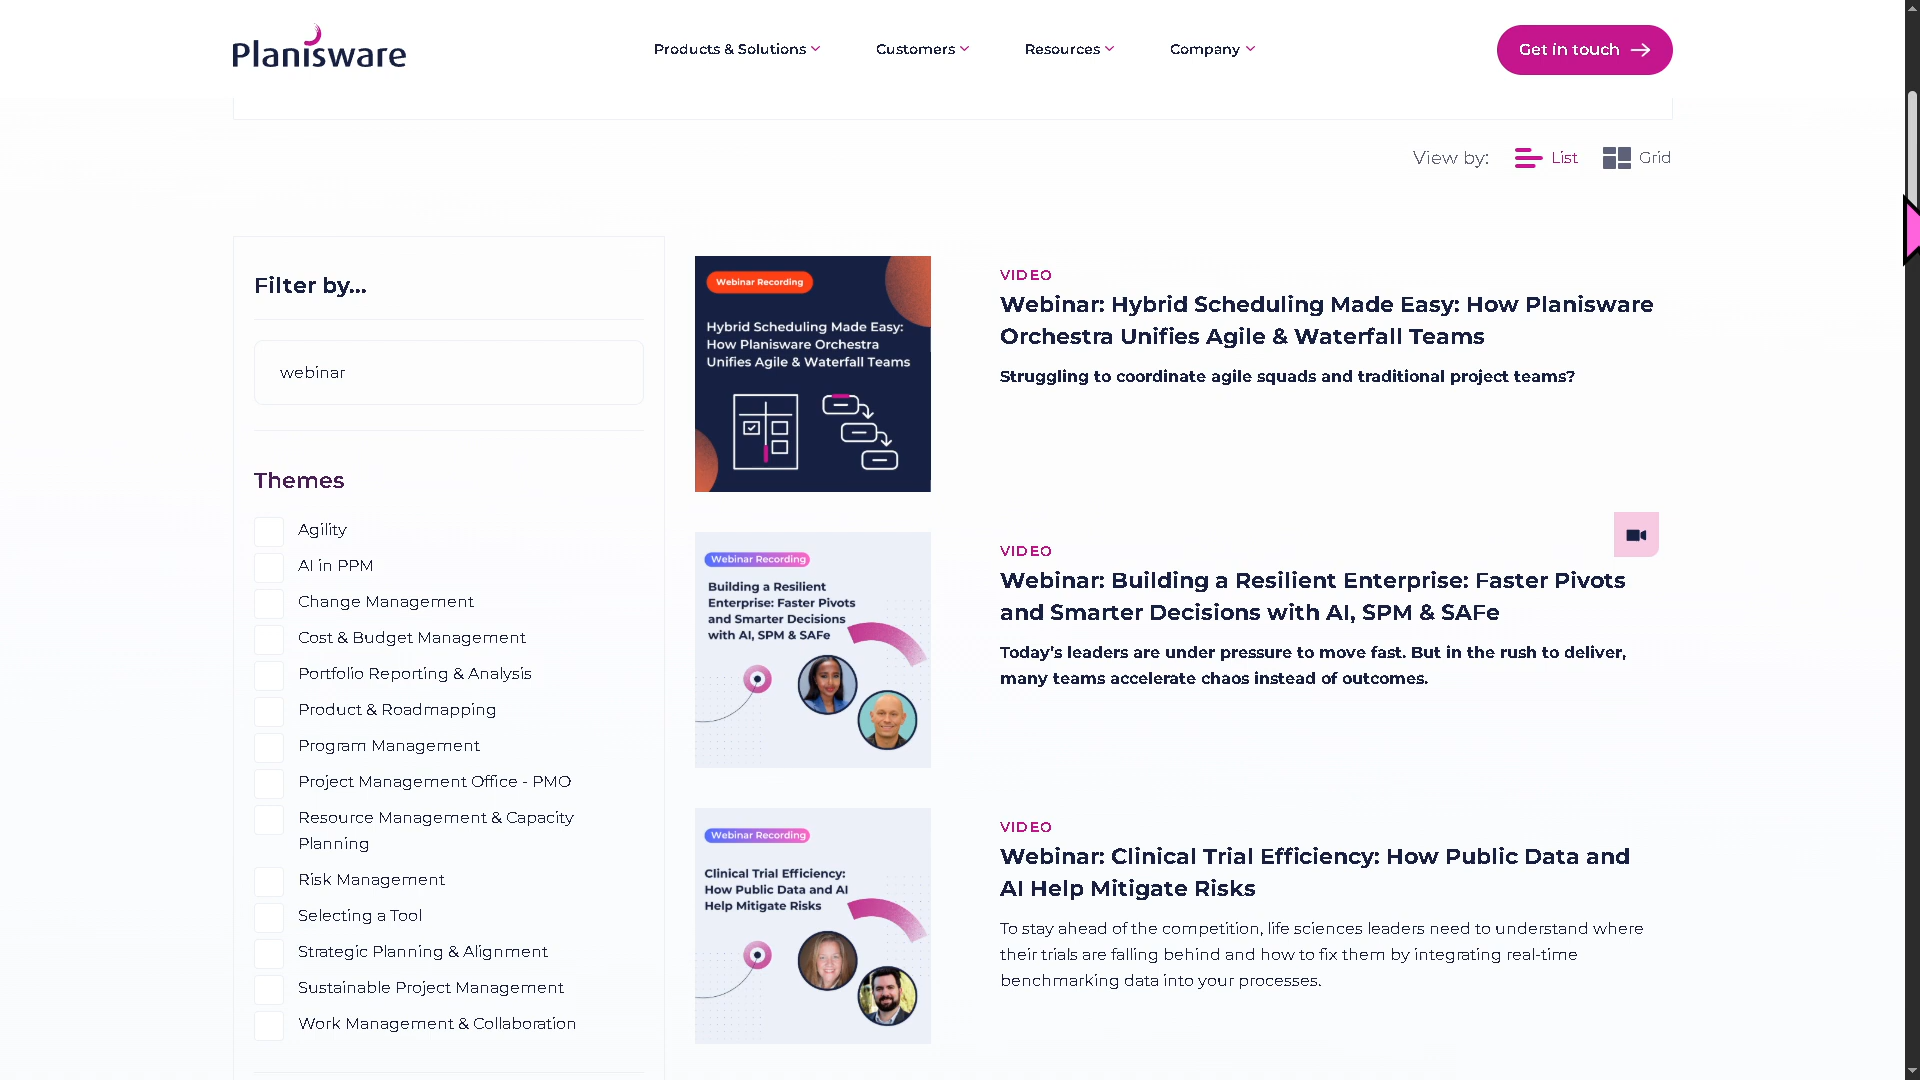 Planisware
Products & Solutions
Customers
Resources
Company
Get in touch
View by:
List
Grid
Filter by...
webinar
Themes
Agility
AI in PPM
Change Management
Cost & Budget Management
Portfolio Reporting & Analysis
Product & Roadmapping
Program Management
Project Management Office - PMO
Resource Management & Capacity
Planning
Risk Management
Selecting a Tool
Strategic Planning & Alignment
Sustainable Project Management
Work Management & Collaboration
Webinar Recording
Hybrid Scheduling Made Easy:
How Planisware Orchestra
Unifies Agile & Waterfall Teams
VIDEO
Webinar: Hybrid Scheduling Made Easy: How Planisware
Orchestra Unifies Agile & Waterfall Teams
Struggling to coordinate agile squads and traditional project teams?
Webinar Recording
Building a Resilient
Enterprise: Faster Pivots
and Smarter Decisions
with AI, SPM & SAFe
VIDEO
Webinar: Building a Resilient Enterprise: Faster Pivots
and Smarter Decisions with AI, SPM & SAFe
Today's leaders are under pressure to move fast. But in the rush to deliver,
many teams accelerate chaos instead of outcomes.
Webinar Recording
Clinical Trial Efficiency:
How Public Data and AI
Help Mitigate Risks
VIDEO
Webinar: Clinical Trial Efficiency: How Public Data and
AI Help Mitigate Risks
To stay ahead of the competition, life sciences leaders need to understand where
their trials are falling behind and how to fix them by integrating real-time
benchmarking data into your processes.